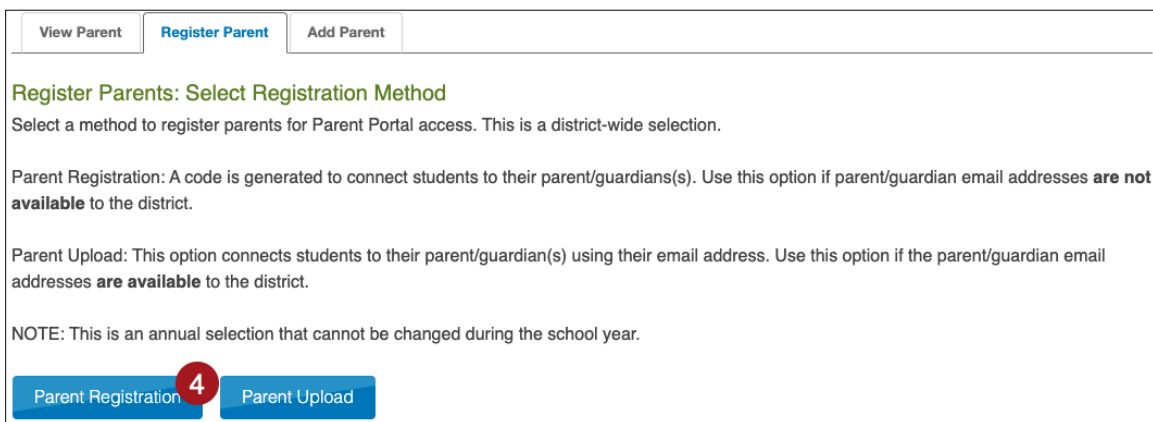 View Parent Register Parent Add Parent
Register Parents: Select Registration Method
Select a method to register parents for Parent Portal access. This is a district-wide selection.
Parent Registration: A code is generated to connect students to their parent/guardians(s). Use this option if parent/guardian email addresses are not
available to the district.
Parent Upload: This option connects students to their parent/guardian(s) using their email address. Use this option if the parent/guardian email
addresses are available to the district.
NOTE: This is an annual selection that cannot be changed during the school year.
Parent Registration 4 Parent Upload